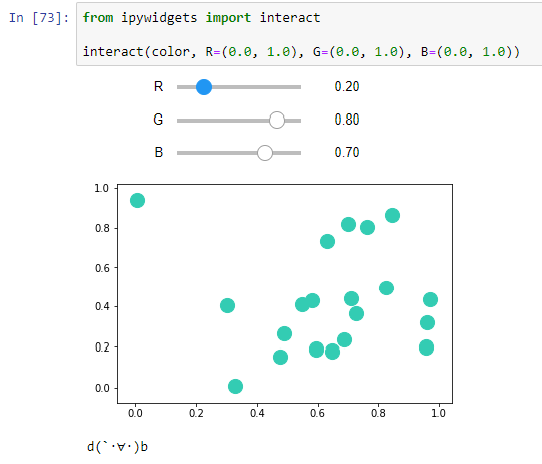 In [73]: from ipywidgets import interact
interact(color, R=(0.0, 1.0), G=(0.0, 1.0), B=(0.0, 1.0))
R 0.20
G 0.80
B 0.70
1.0
0.8
0.6
0.4
0.2
0.0
0.0 0.2 0.4 0.6 0.8 1.0
d(`･∀･)b